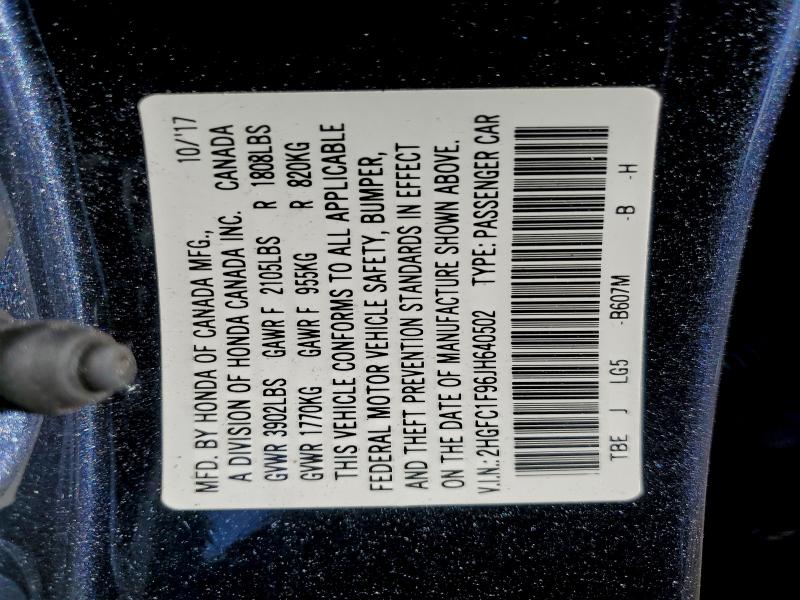 MFD. BY HONDA OF CANADA MFG., 10/'17
A DIVISION OF HONDA CANADA INC. CANADA
GVWR 3902LBS GAWR F 2105LBS R 1808LBS
GVWR 1770KG GAWR F 955KG R 820KG
THIS VEHICLE CONFORMS TO ALL APPLICABLE
FEDERAL MOTOR VEHICLE SAFETY, BUMPER,
AND THEFT PREVENTION STANDARDS IN EFFECT
ON THE DATE OF MANUFACTURE SHOWN ABOVE.
V.I.N.: 2HGFC1F96JH640502 TYPE: PASSENGER CAR
TBE J LG5 -B607M -B -H